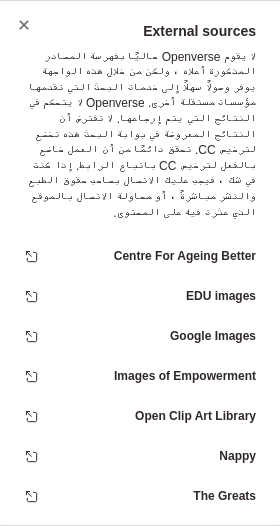 External sources
لا يقوم Openverse حاليًا بفهرسة المصادر
المذكورة أعلاه ، ولكن من خلال هذه الواجهة
يوفر وصولاً سهلاً إلى خدمات البحث التي تقدمها
مؤسسات مستقلة أخرى. Openverse لا يتحكم في
النتائج التي يتم إرجاعها. لا تفترض أن
النتائج المعروضة في بوابة البحث هذه تخضع
لترخيص CC. تحقق دائمًا من أن العمل خاضع
بالفعل لترخيص CC باتباع الرابط. إذا كنت
في شك ، فيجب عليك الاتصال بصاحب حقوق الطبع
والنشر مباشرةً ، أو محاولة الاتصال بالموقع
الذي عثرت فيه على المحتوى.
Centre For Ageing Better
EDU images
Google Images
Images of Empowerment
Open Clip Art Library
Nappy
The Greats